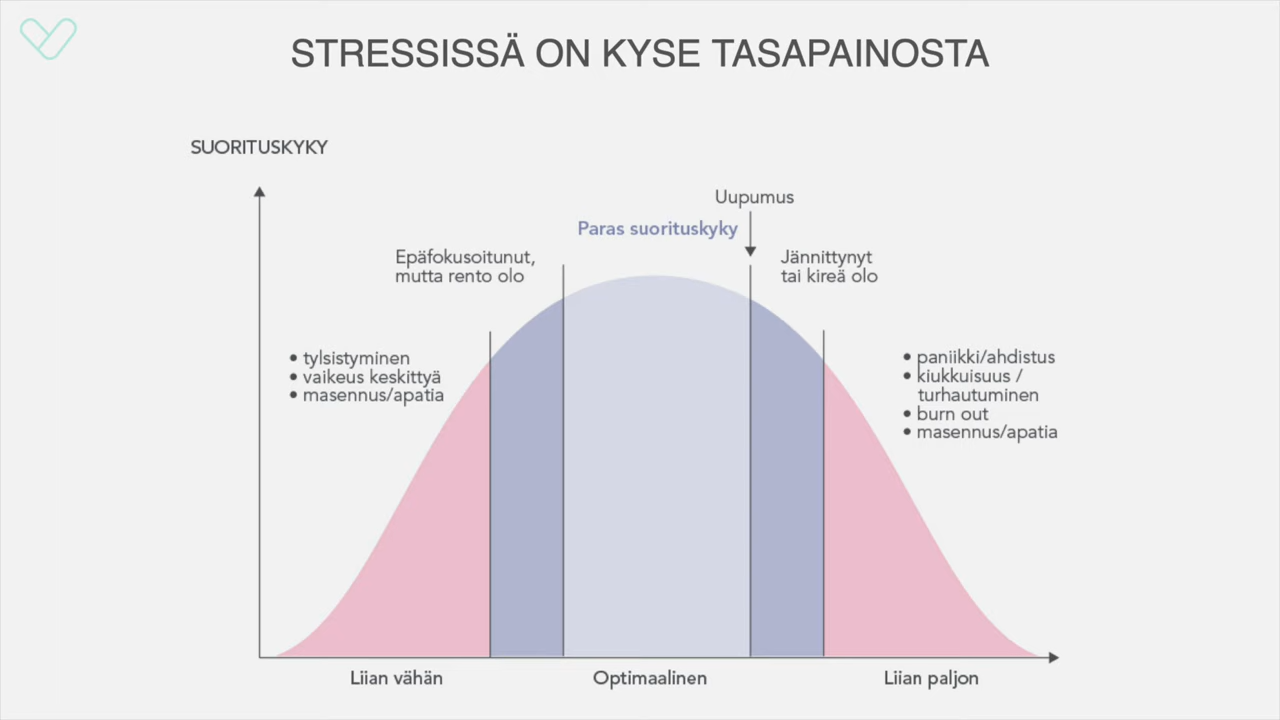 STRESSISSÄ ON KYSE TASAPAINOSTA
SUORITUSKYKY
Uupumus
Paras suorituskyky
Epäfokusoitunut,
mutta rento olo
Jännittynyt
tai kireä olo
• tylsistyminen
• vaikeus keskittyä
• masennus/apatia
• paniikki/ahdistus
• kiukkuisuus /
turhautuminen
• burn out
• masennus/apatia
Liian vähän
Optimaalinen
Liian paljon